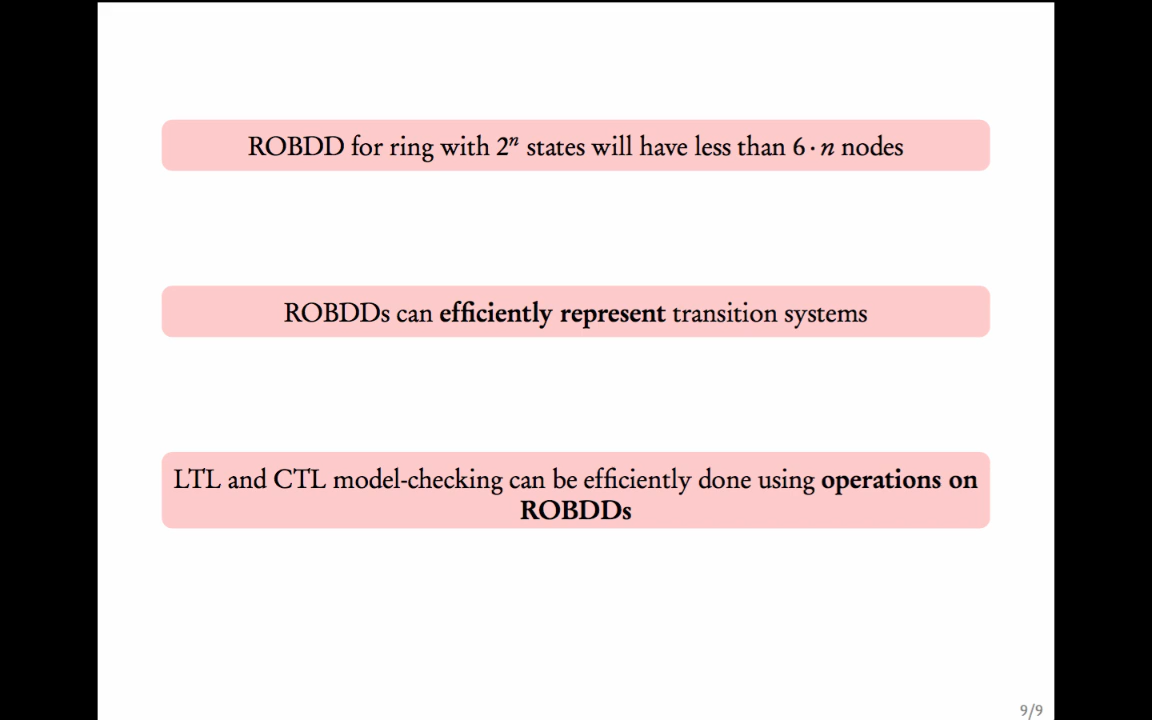 ROBDD for ring with 2ⁿ states will have less than 6 · n nodes
ROBDDs can efficiently represent transition systems
LTL and CTL model-checking can be efficiently done using operations on
ROBDDs
9/9